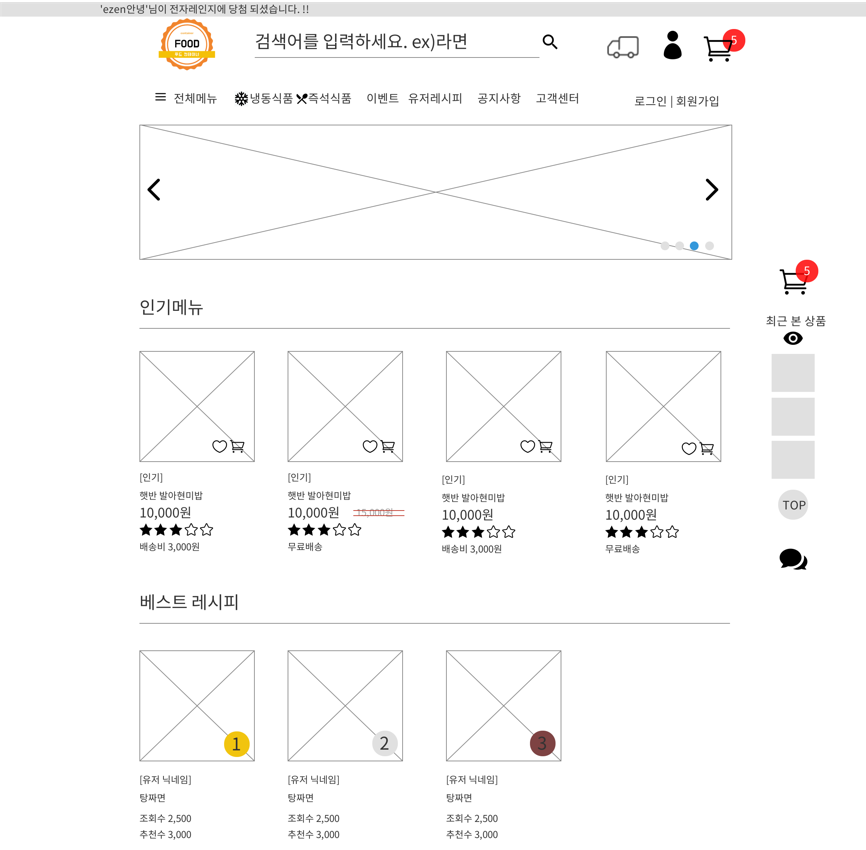 'ezen안녕'님이 전자레인지에 당첨 되셨습니다. !!
FOOD
검색어를 입력하세요. ex)라면
5
전체메뉴 냉동식품 즉석식품 이벤트 유저레시피 공지사항 고객센터
로그인 | 회원가입
5
최근 본 상품
TOP
인기메뉴
[인기]
햇반 발아현미밥
10,000원
배송비 3,000원
[인기]
햇반 발아현미밥
10,000원 15,000원
무료배송
[인기]
햇반 발아현미밥
10,000원
배송비 3,000원
[인기]
햇반 발아현미밥
10,000원
무료배송
베스트 레시피
1
[유저 닉네임]
탕짜면
조회수 2,500
추천수 3,000
2
[유저 닉네임]
탕짜면
조회수 2,500
추천수 3,000
3
[유저 닉네임]
탕짜면
조회수 2,500
추천수 3,000